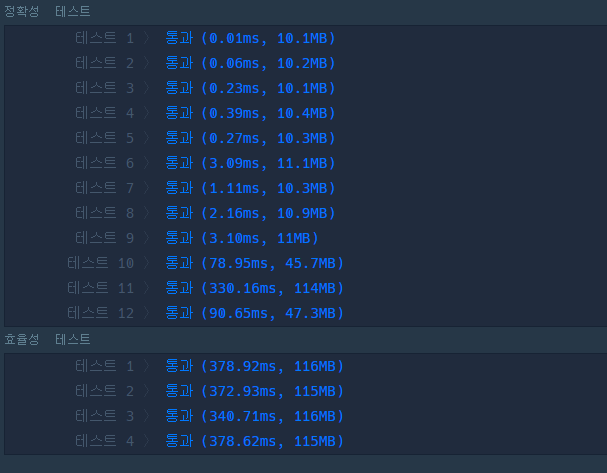 정확성 테스트
테스트 1 〉 통과 (0.01ms, 10.1MB)
테스트 2 〉 통과 (0.06ms, 10.2MB)
테스트 3 〉 통과 (0.23ms, 10.1MB)
테스트 4 〉 통과 (0.39ms, 10.4MB)
테스트 5 〉 통과 (0.27ms, 10.3MB)
테스트 6 〉 통과 (3.09ms, 11.1MB)
테스트 7 〉 통과 (1.11ms, 10.3MB)
테스트 8 〉 통과 (2.16ms, 10.9MB)
테스트 9 〉 통과 (3.10ms, 11MB)
테스트 10 〉 통과 (78.95ms, 45.7MB)
테스트 11 〉 통과 (330.16ms, 114MB)
테스트 12 〉 통과 (90.65ms, 47.3MB)
효율성 테스트
테스트 1 〉 통과 (378.92ms, 116MB)
테스트 2 〉 통과 (372.93ms, 115MB)
테스트 3 〉 통과 (340.71ms, 116MB)
테스트 4 〉 통과 (378.62ms, 115MB)